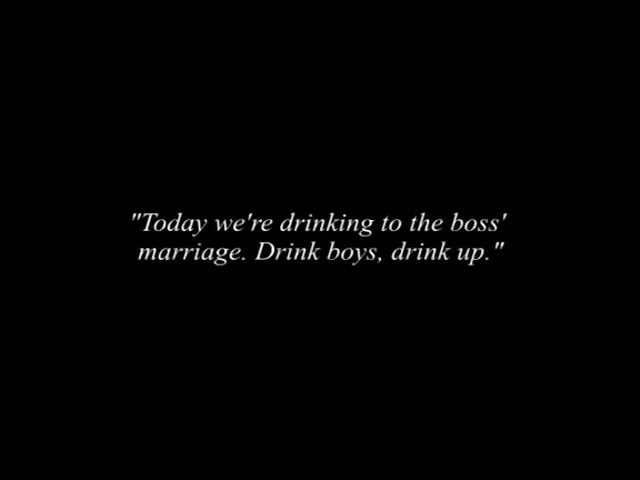 "Today we're drinking to the boss'
marriage. Drink boys, drink up."